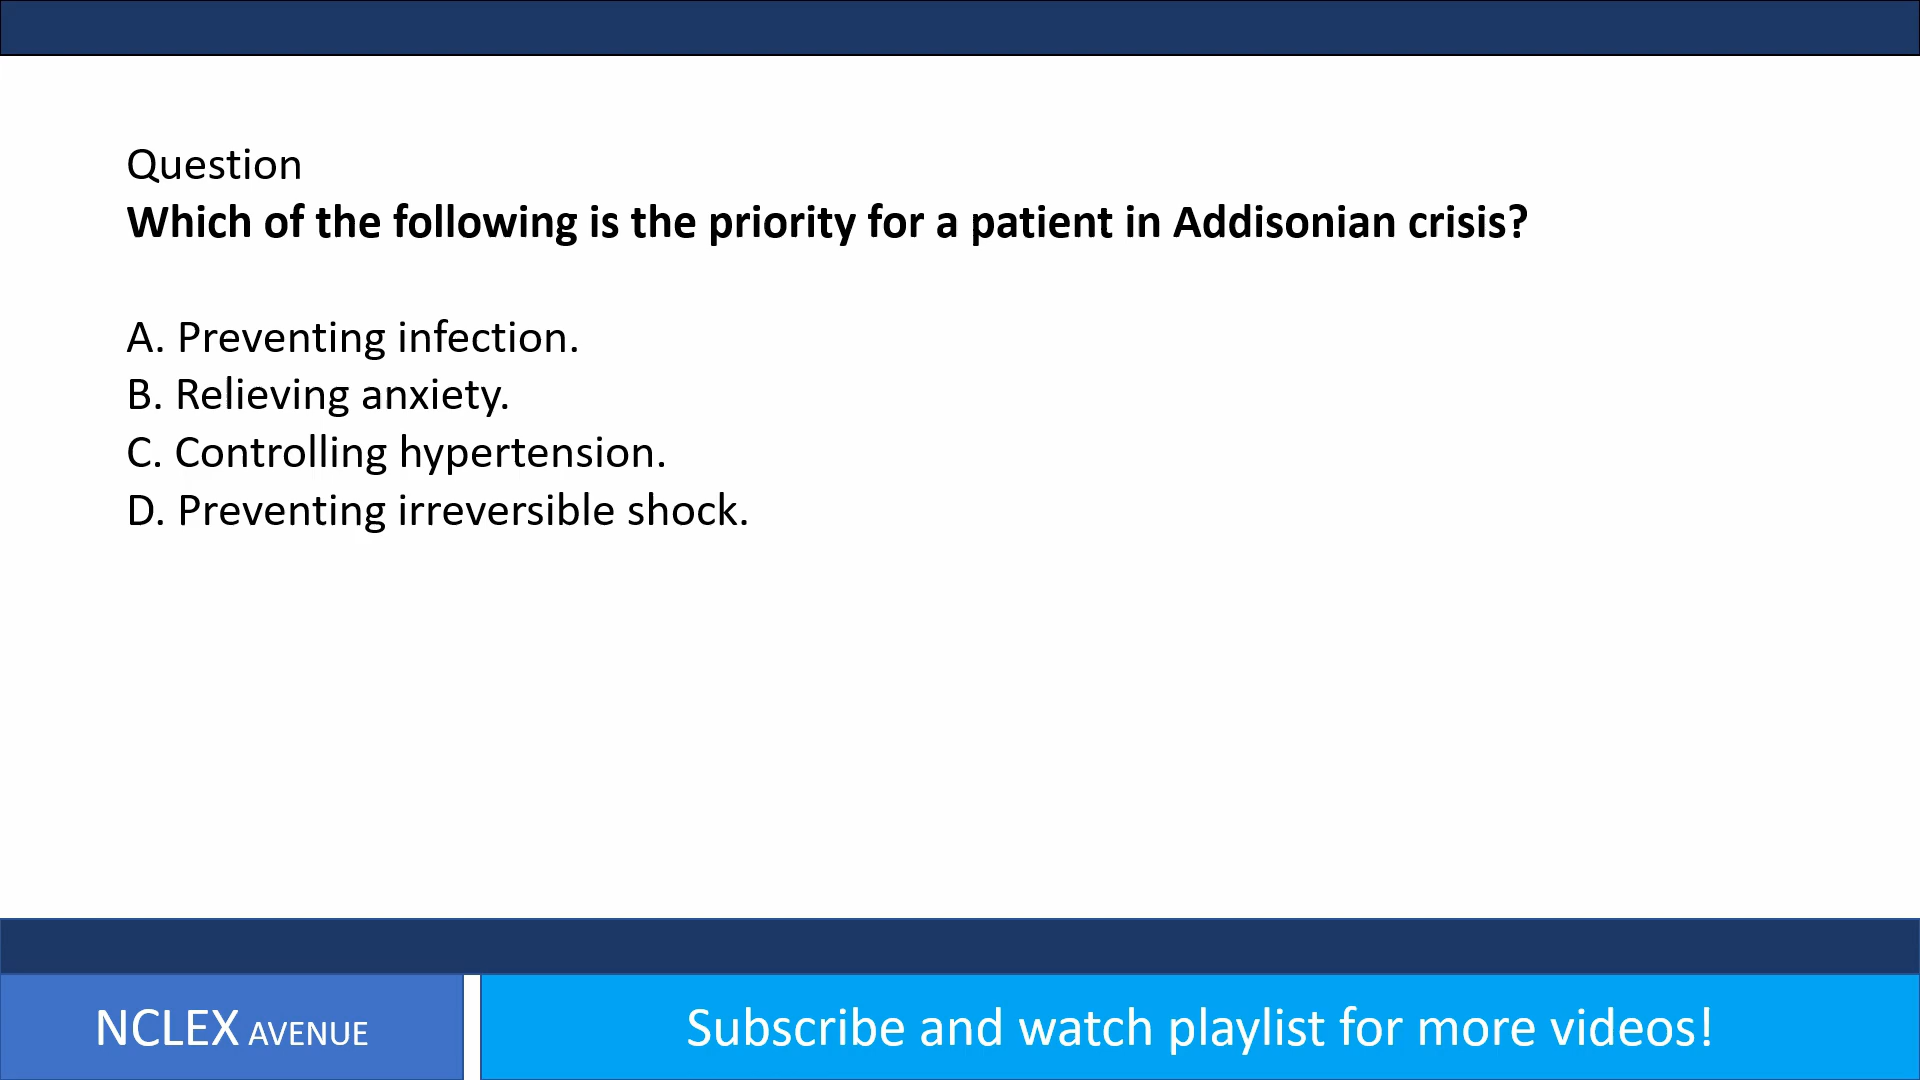 Question
Which of the following is the priority for a patient in Addisonian crisis?
A. Preventing infection.
B. Relieving anxiety.
C. Controlling hypertension.
D. Preventing irreversible shock.
NCLEX AVENUE
Subscribe and watch playlist for more videos!